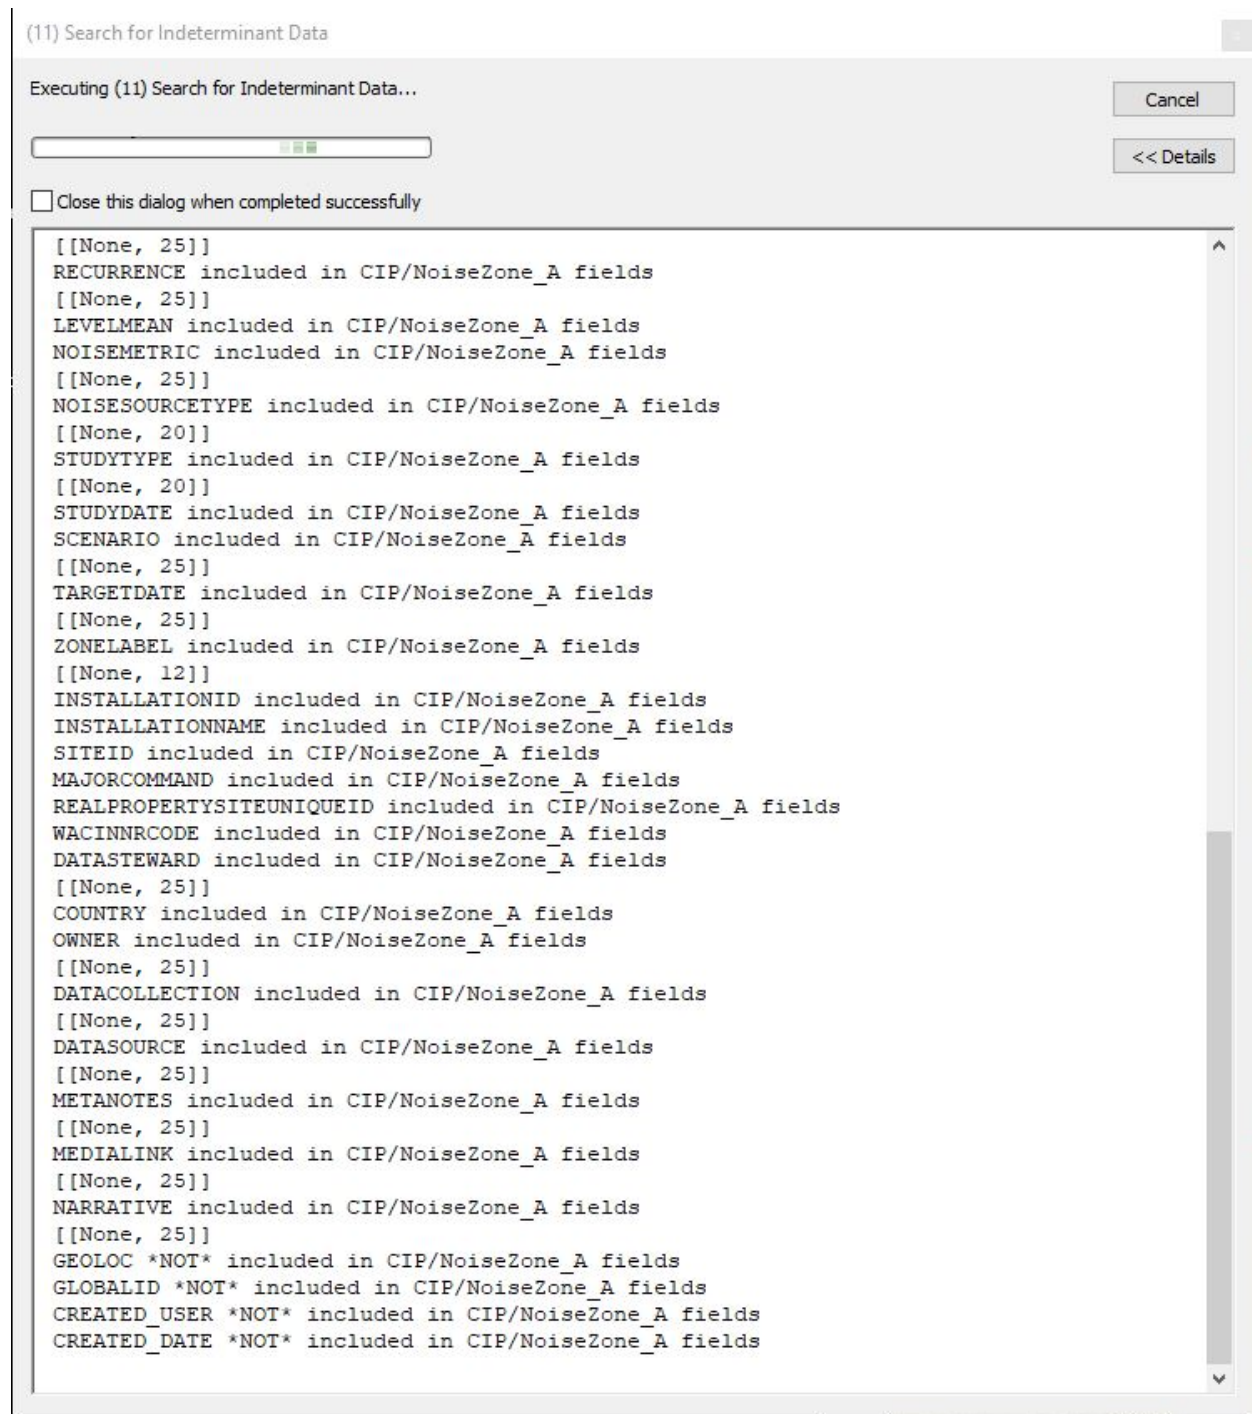 (11) Search for Indeterminant Data
Executing (11) Search for Indeterminant Data...
Cancel
<< Details
Close this dialog when completed successfully
[[None, 25]]
RECURRENCE included in CIP/NoiseZone_A fields
[[None, 25]]
LEVELMEAN included in CIP/NoiseZone_A fields
NOISEMETRIC included in CIP/NoiseZone_A fields
[[None, 25]]
NOISESOURCETYPE included in CIP/NoiseZone_A fields
[[None, 20]]
STUDYTYPE included in CIP/NoiseZone_A fields
[[None, 20]]
STUDYDATE included in CIP/NoiseZone_A fields
SCENARIO included in CIP/NoiseZone_A fields
[[None, 25]]
TARGETDATE included in CIP/NoiseZone_A fields
[[None, 25]]
ZONELABEL included in CIP/NoiseZone_A fields
[[None, 12]]
INSTALLATIONID included in CIP/NoiseZone_A fields
INSTALLATIONNAME included in CIP/NoiseZone_A fields
SITEID included in CIP/NoiseZone_A fields
MAJORCOMMAND included in CIP/NoiseZone_A fields
REALPROPERTYSITEUNIQUEID included in CIP/NoiseZone_A fields
WACINNRCODE included in CIP/NoiseZone_A fields
DATASTEWARD included in CIP/NoiseZone_A fields
[[None, 25]]
COUNTRY included in CIP/NoiseZone_A fields
OWNER included in CIP/NoiseZone_A fields
[[None, 25]]
DATACOLLECTION included in CIP/NoiseZone_A fields
[[None, 25]]
DATASOURCE included in CIP/NoiseZone_A fields
[[None, 25]]
METANOTES included in CIP/NoiseZone_A fields
[[None, 25]]
MEDIALINK included in CIP/NoiseZone_A fields
[[None, 25]]
NARRATIVE included in CIP/NoiseZone_A fields
[[None, 25]]
GEOLOC *NOT* included in CIP/NoiseZone_A fields
GLOBALID *NOT* included in CIP/NoiseZone_A fields
CREATED_USER *NOT* included in CIP/NoiseZone_A fields
CREATED_DATE *NOT* included in CIP/NoiseZone_A fields